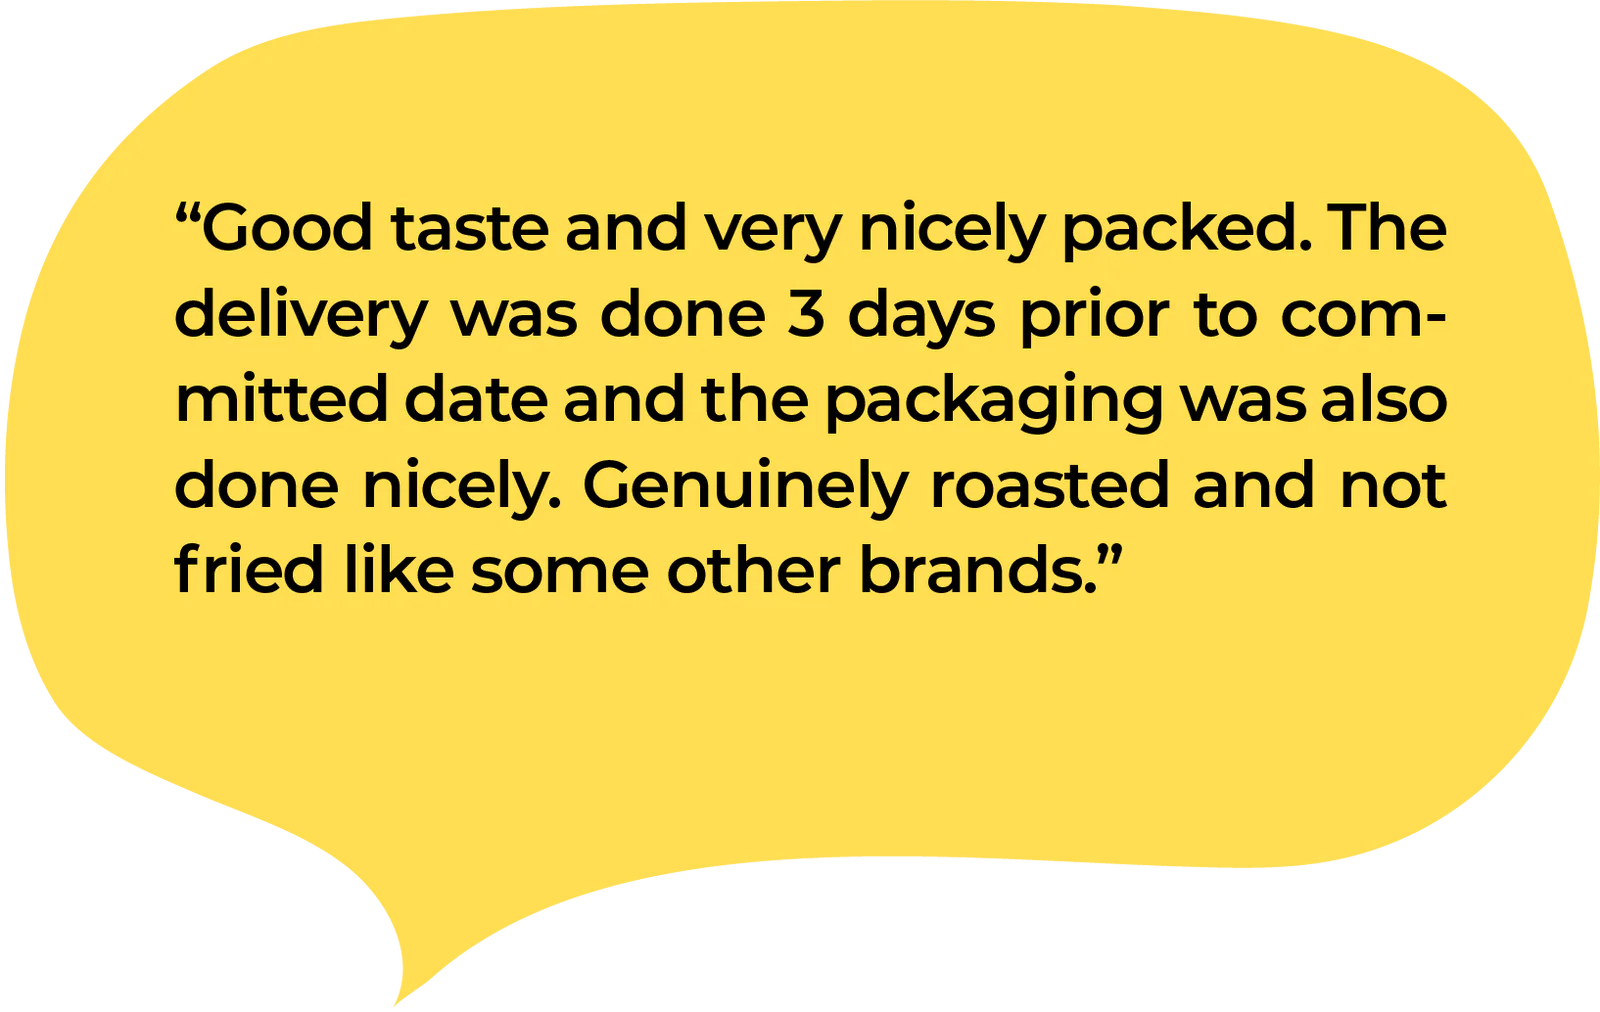 “Good taste and very nicely packed. The
delivery was done 3 days prior to com-
mitted date and the packaging was also
done nicely. Genuinely roasted and not
fried like some other brands.”